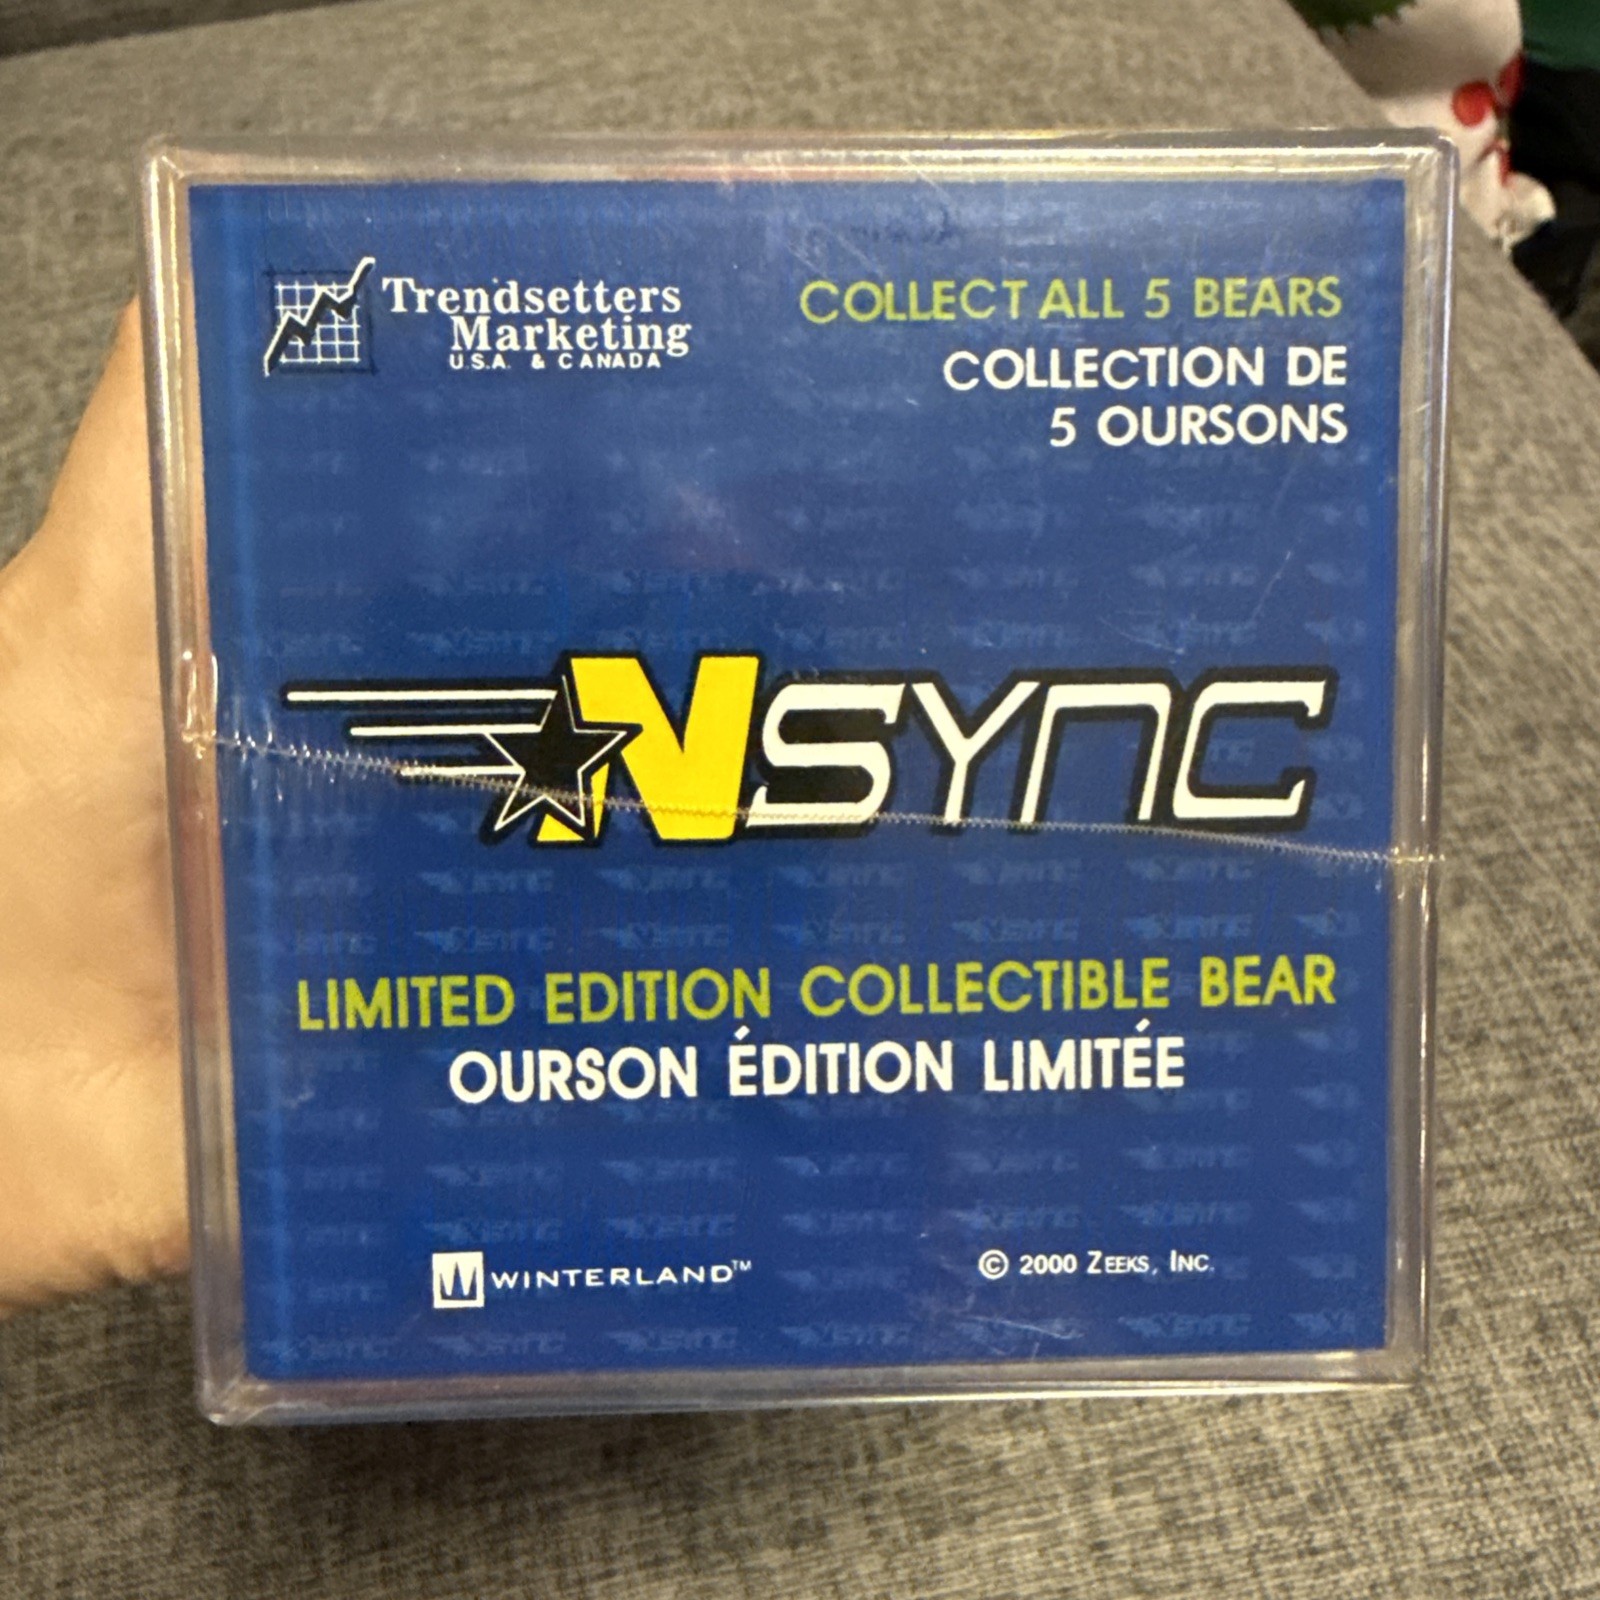 Trendsetters
Marketing
U.S.A. & CANADA
COLLECT ALL 5 BEARS
COLLECTION DE
5 OURSONS
NSYNC
LIMITED EDITION COLLECTIBLE BEAR
OURSON ÉDITION LIMITÉE
WINTERLAND™
© 2000 ZEEKS, INC.